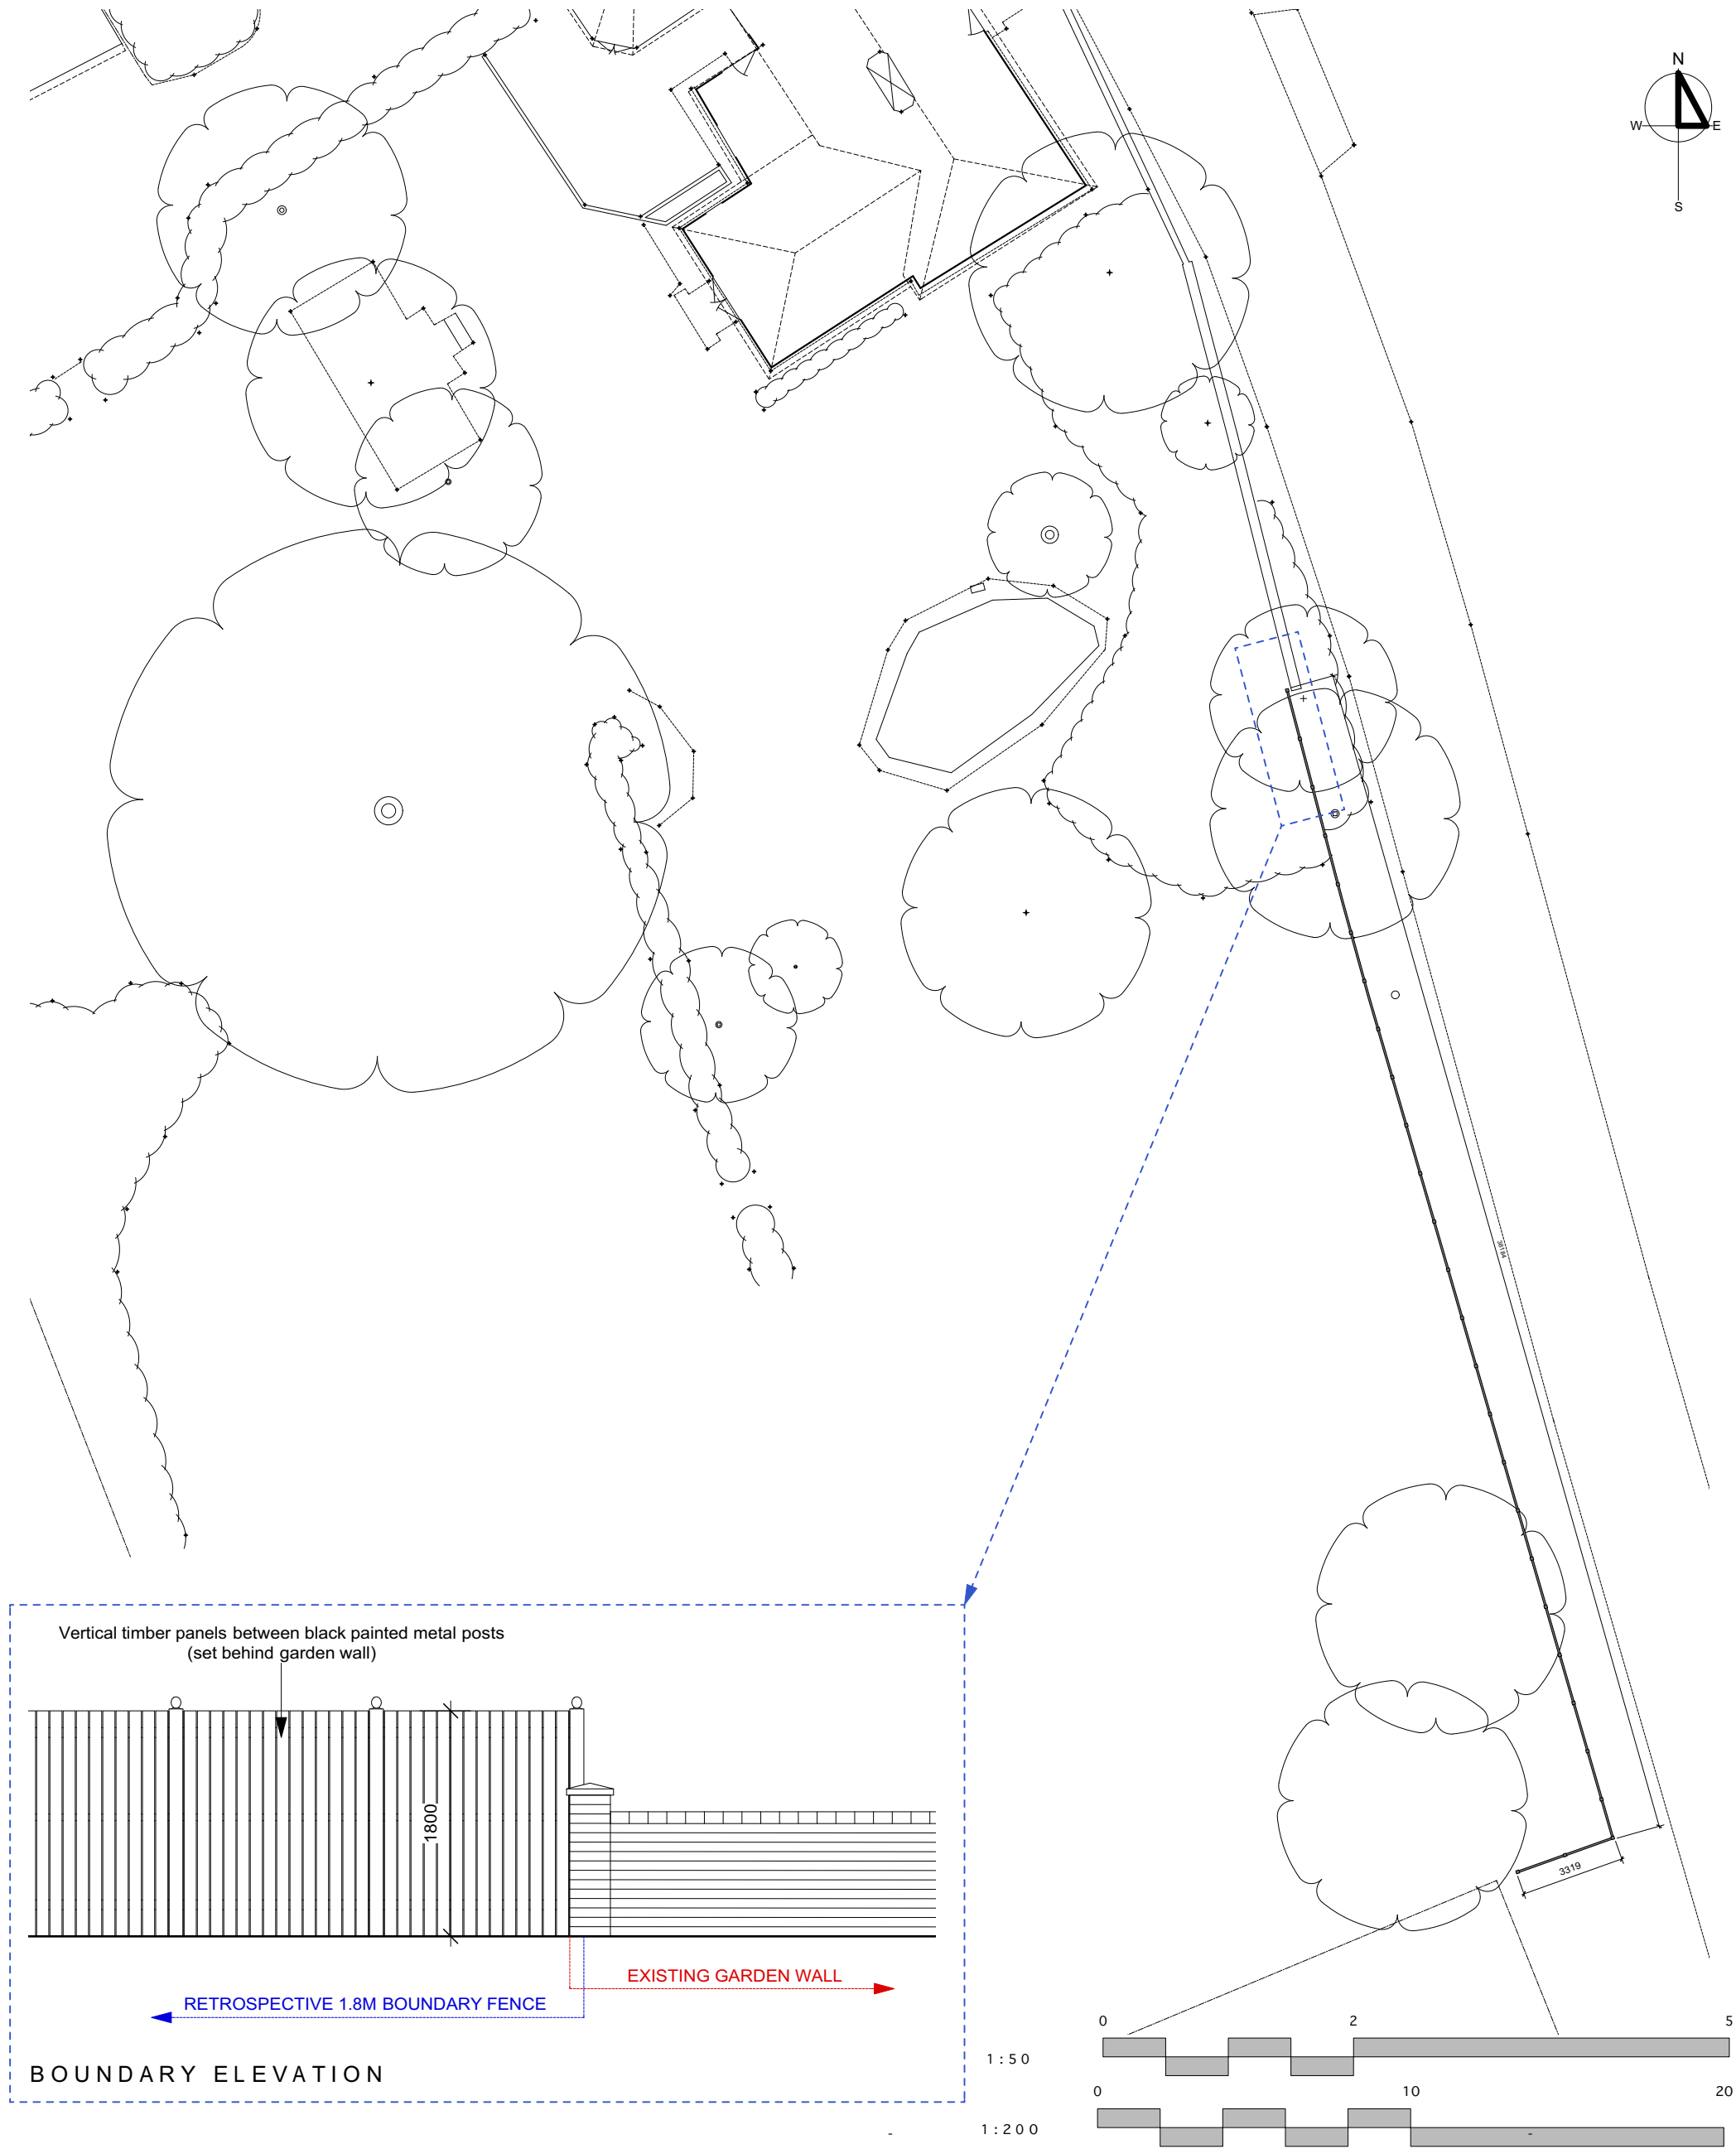 N
W
E
S
38184
3319
Vertical timber panels between black painted metal posts
(set behind garden wall)
1800
EXISTING GARDEN WALL
RETROSPECTIVE 1.8M BOUNDARY FENCE
BOUNDARY ELEVATION
0 2 5
1:50
0 10 20
1:200